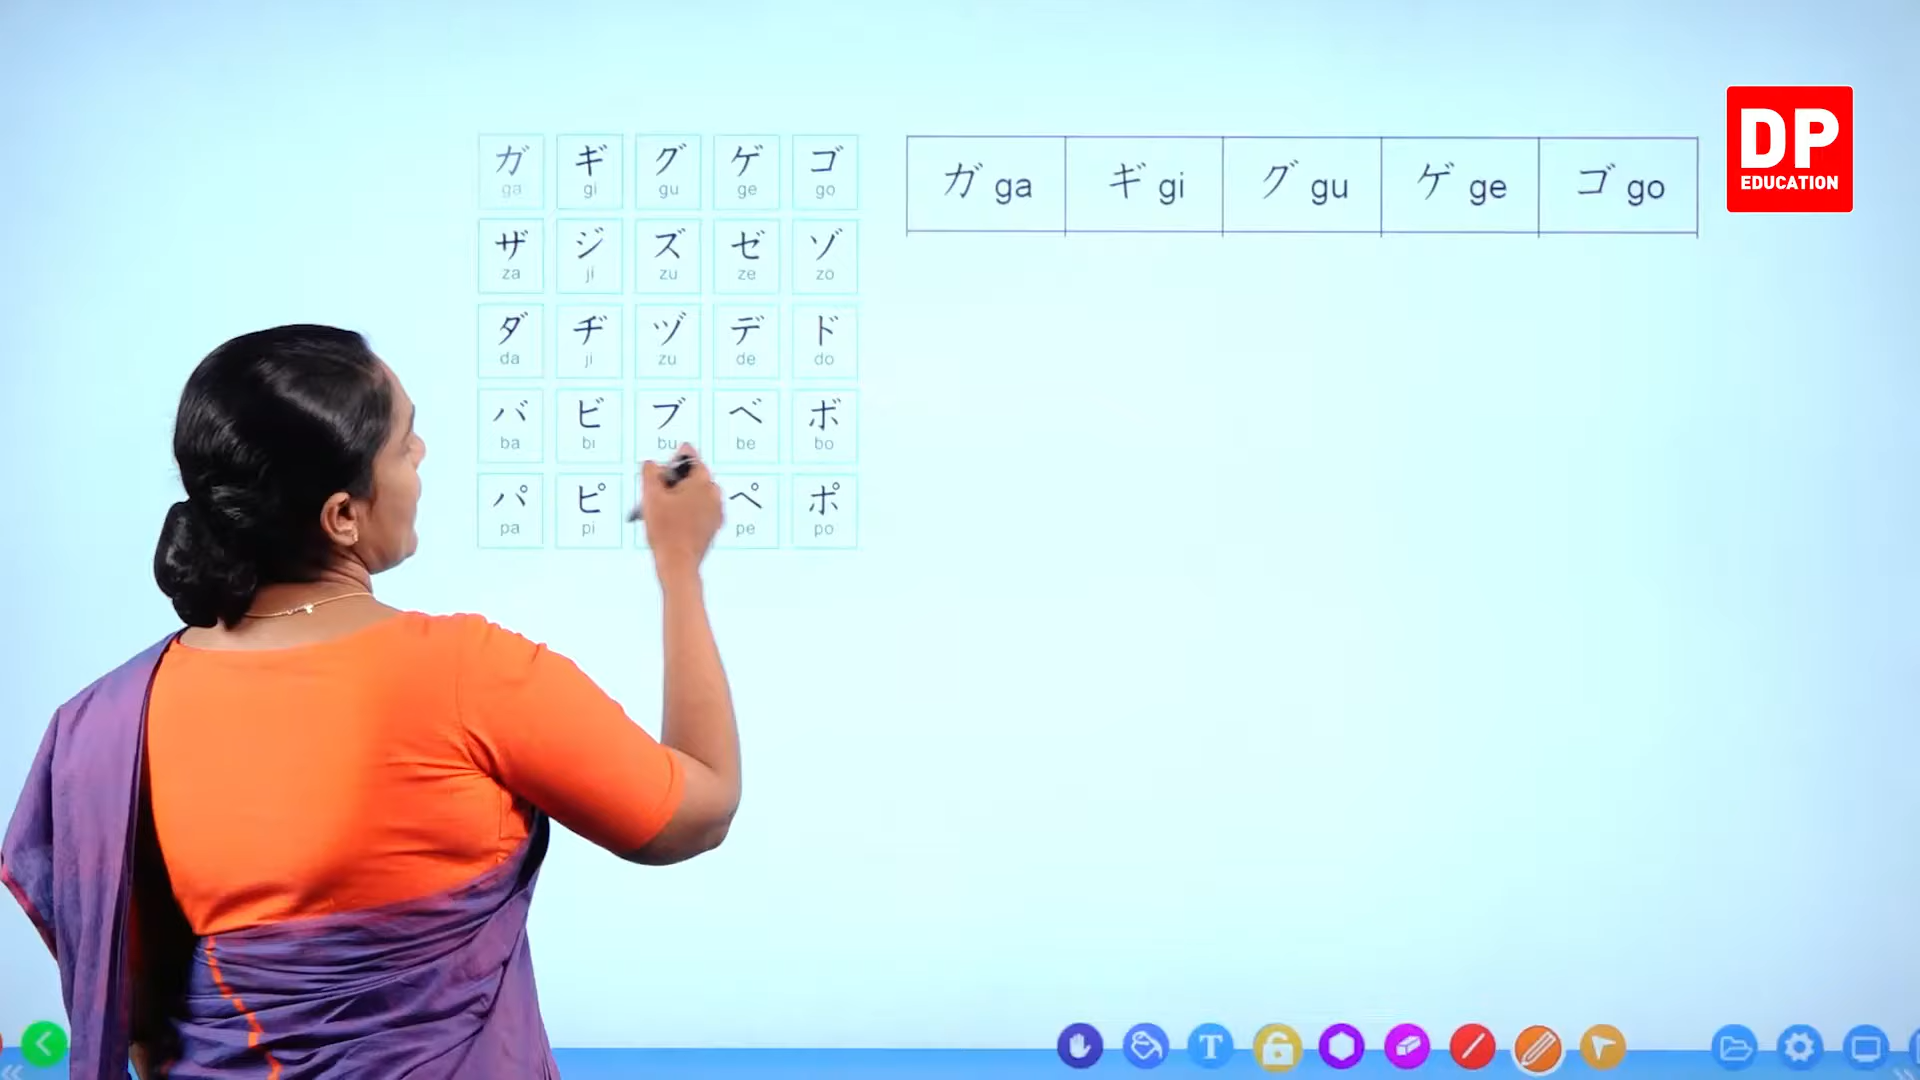 ガ ギ グ ゲ ゴ
ga gi gu ge go
ザ ジ ズ ゼ ゾ
za ji zu ze zo
ダ ヂ ヅ デ ド
da ji zu de do
バ ビ ブ ベ ボ
ba bi bu be bo
パ ピ ペ ポ
pa pi pe po
ガ ga ギ gi グ gu ゲ ge ゴ go
DP
EDUCATION
T